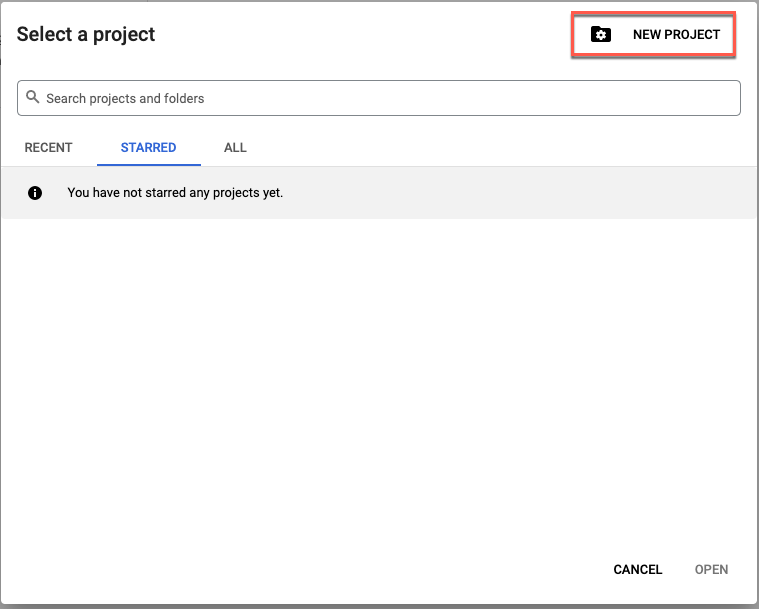 Select a project
NEW PROJECT
Search projects and folders
RECENT
STARRED
ALL
You have not starred any projects yet.
CANCEL
OPEN